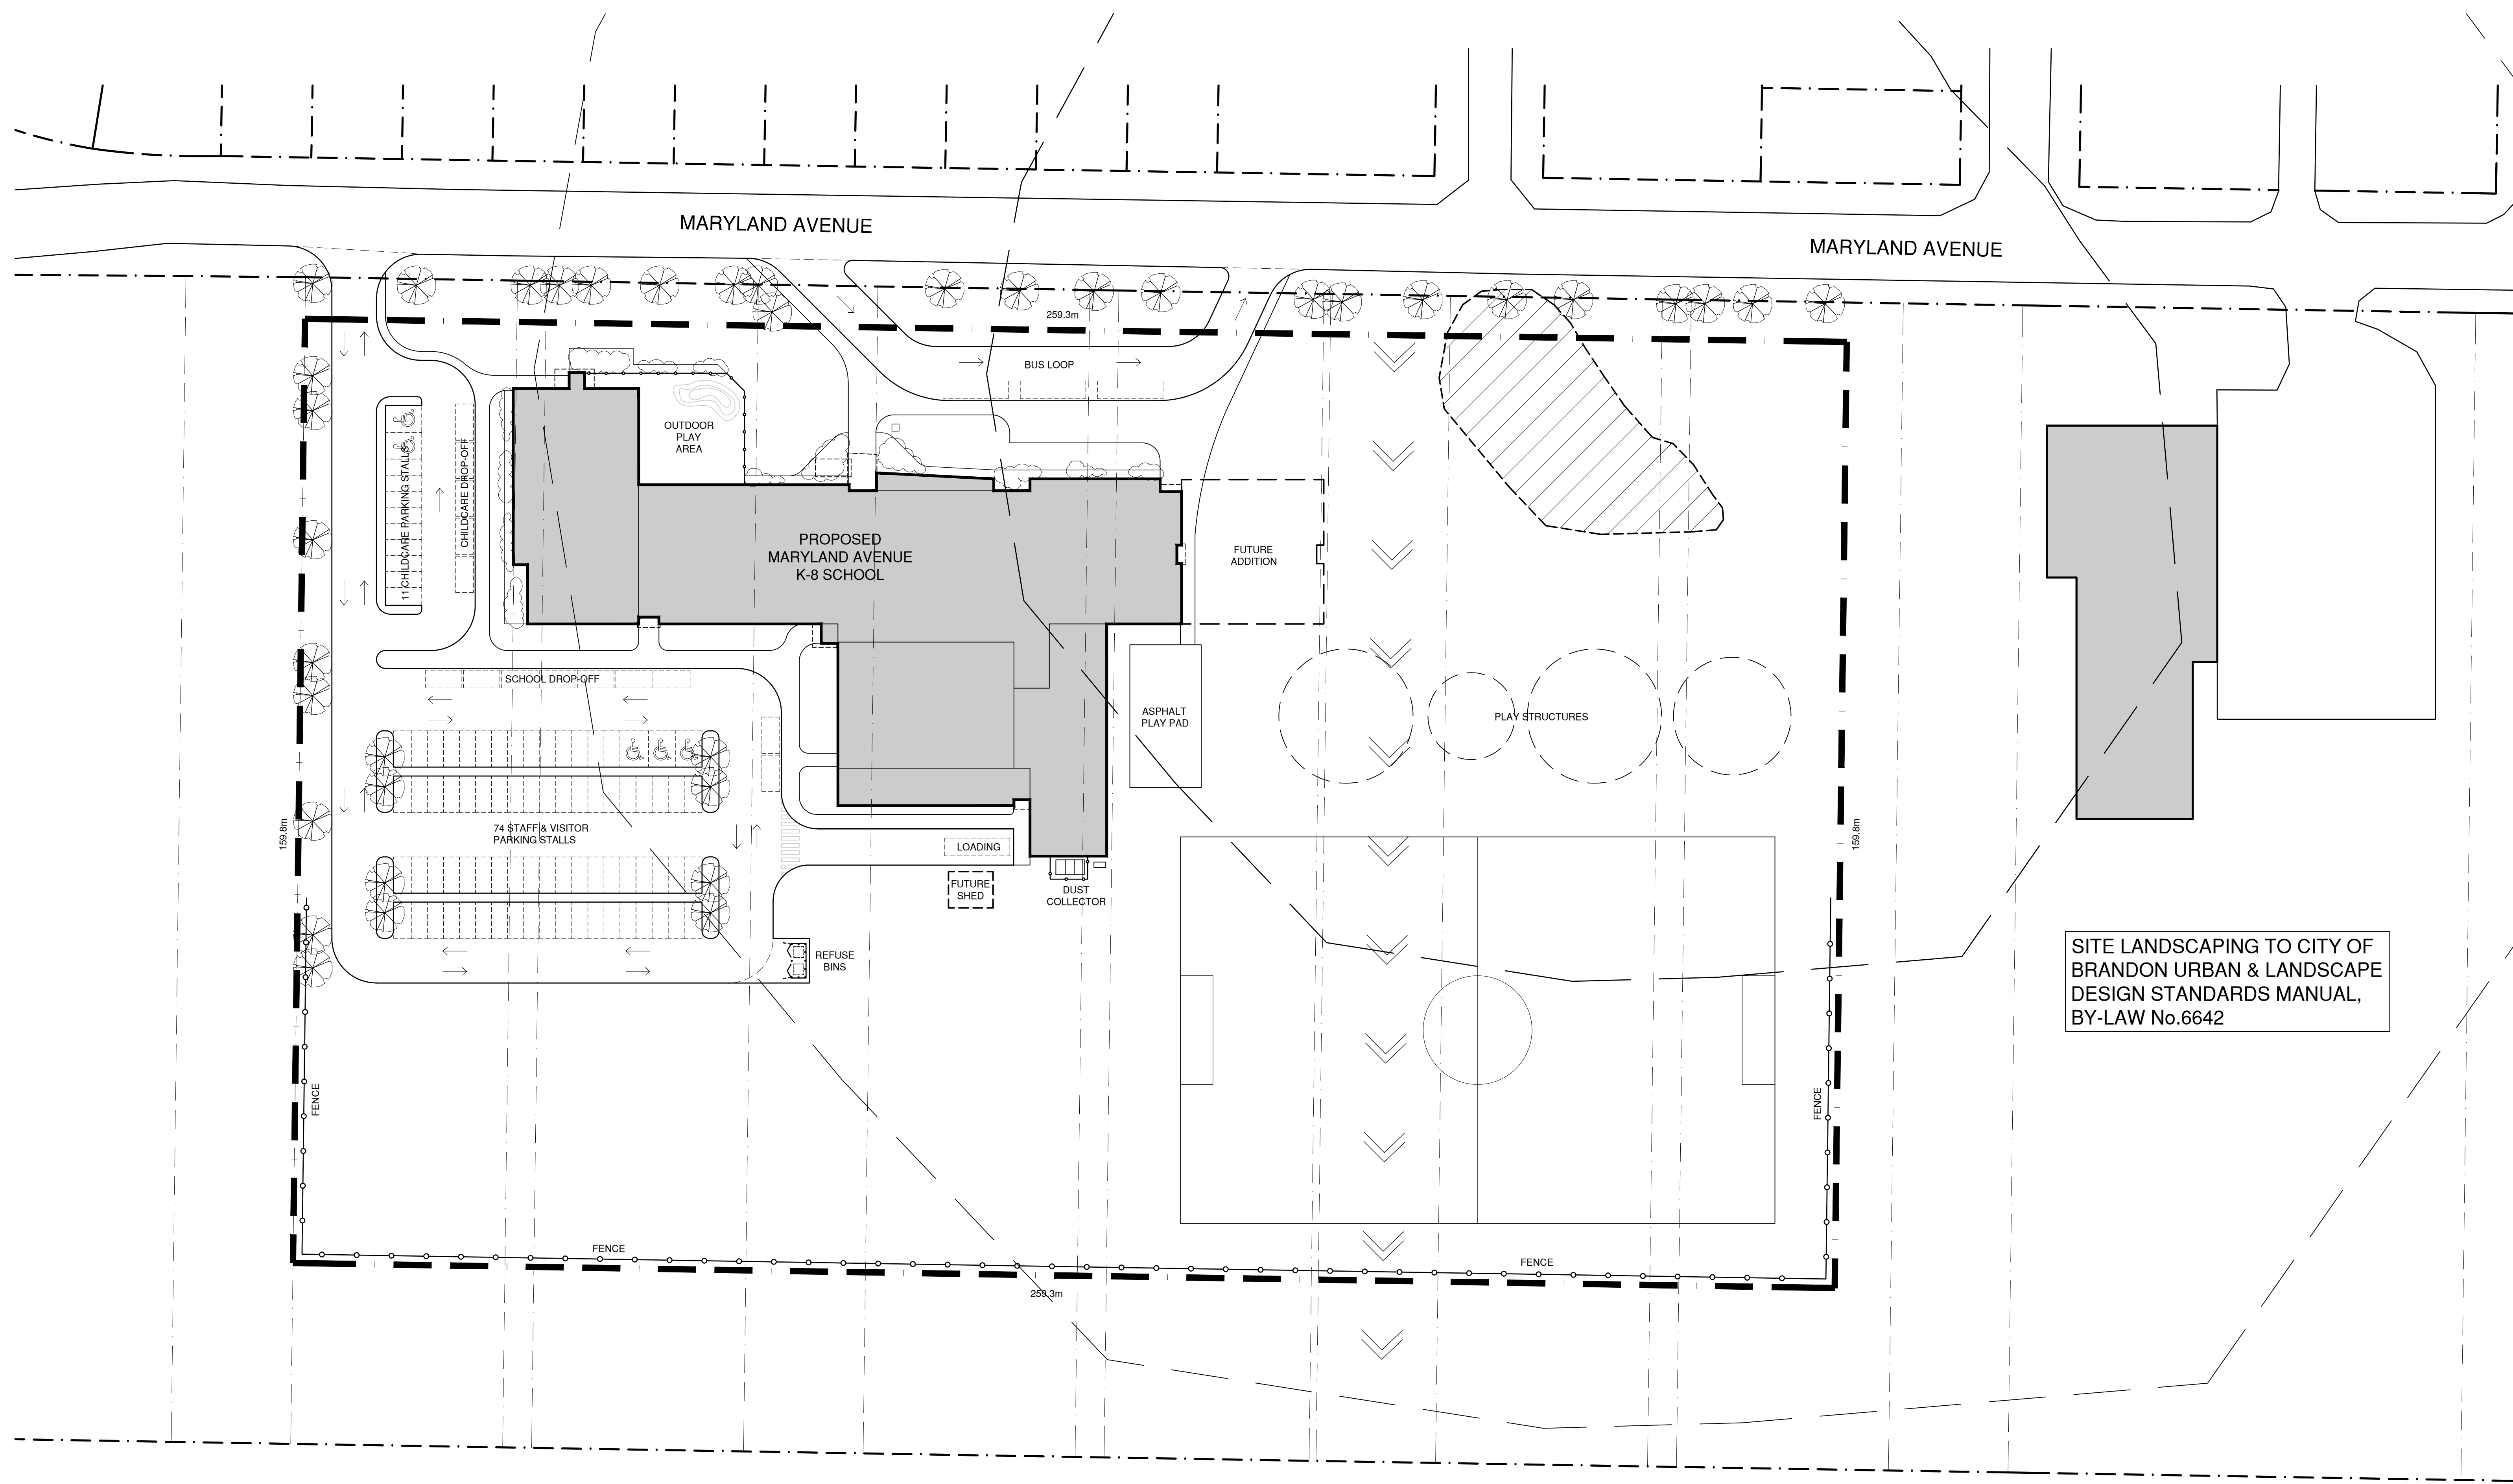 MARYLAND AVENUE
MARYLAND AVENUE
259.3m
BUS LOOP
OUTDOOR
PLAY
AREA
11 CHILDCARE PARKING STALLS
CHILDCARE DROP-OFF
PROPOSED
MARYLAND AVENUE
K-8 SCHOOL
FUTURE
ADDITION
SCHOOL DROP-OFF
ASPHALT
PLAY PAD
PLAY STRUCTURES
159.8m
74 STAFF & VISITOR
PARKING STALLS
159.8m
LOADING
FUTURE
SHED
DUST
COLLECTOR
REFUSE
BINS
SITE LANDSCAPING TO CITY OF
BRANDON URBAN & LANDSCAPE
DESIGN STANDARDS MANUAL,
BY-LAW No.6642
FENCE
FENCE
FENCE
FENCE
259.3m